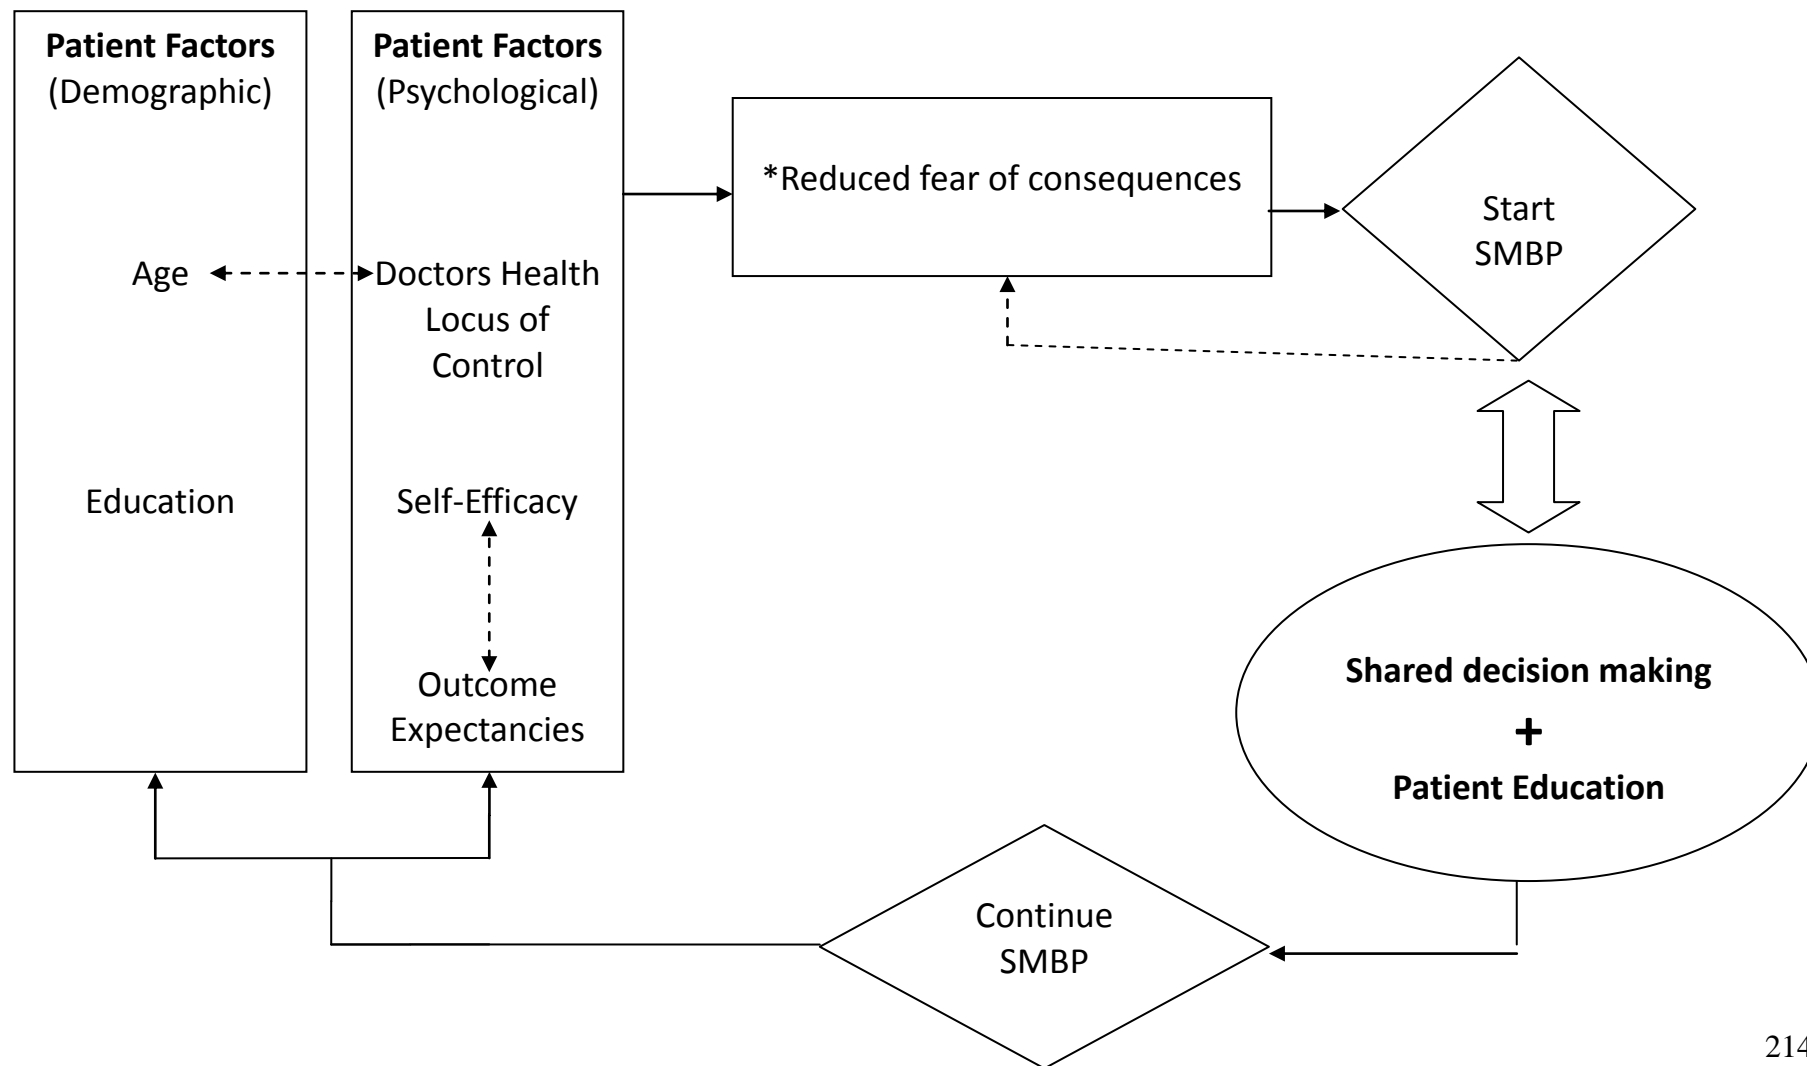 Patient Factors
(Demographic)
Age
Education
Patient Factors
(Psychological)
Doctors Health
Locus of
Control
Self-Efficacy
Outcome
Expectancies
*Reduced fear of consequences
Start
SMBP
Shared decision making
+
Patient Education
Continue
SMBP
214